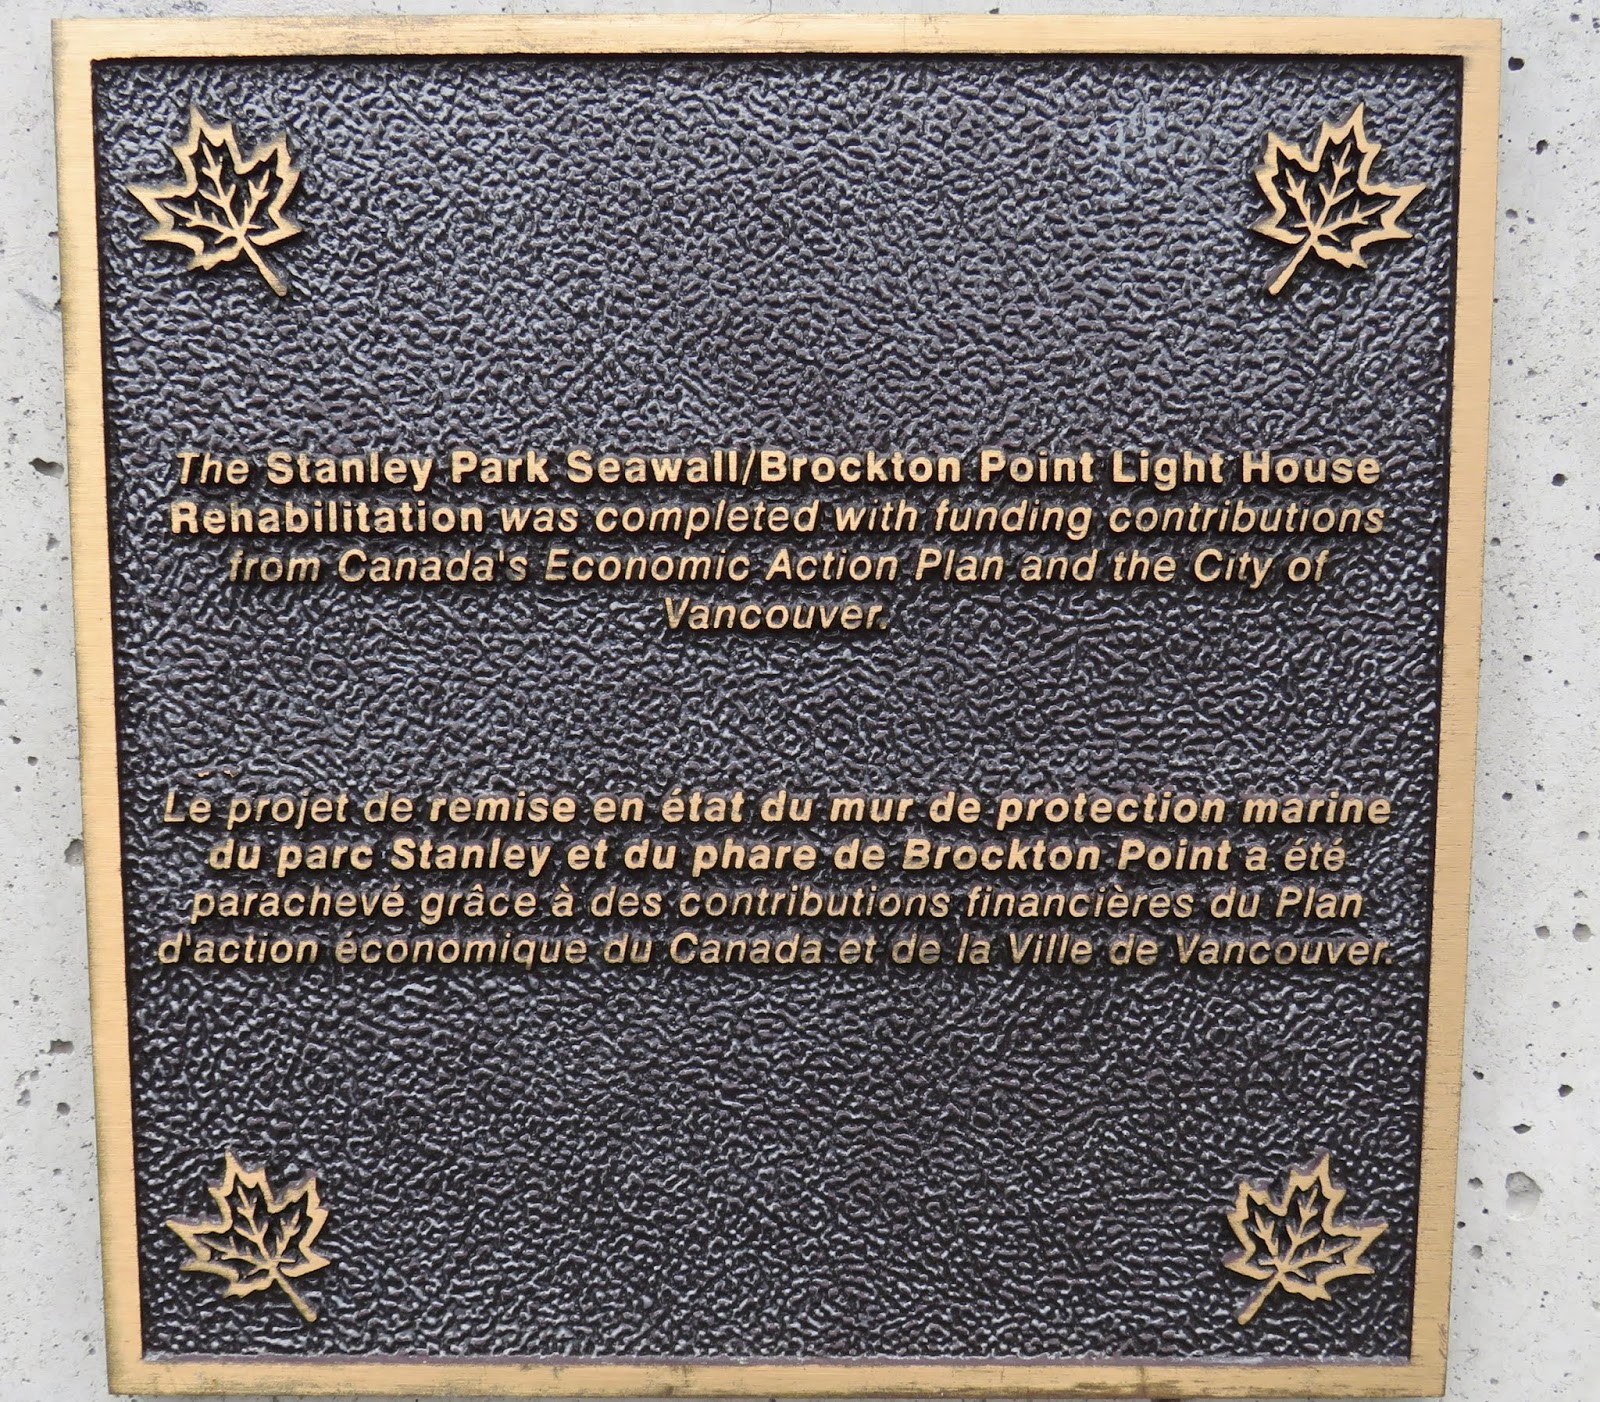 The Stanley Park Seawall/Brockton Point Light House
Rehabilitation was completed with funding contributions
from Canada's Economic Action Plan and the City of
Vancouver.
Le projet de remise en état du mur de protection marine
du parc Stanley et du phare de Brockton Point a été
parachevé grâce à des contributions financières du Plan
d'action économique du Canada et de la Ville de Vancouver.